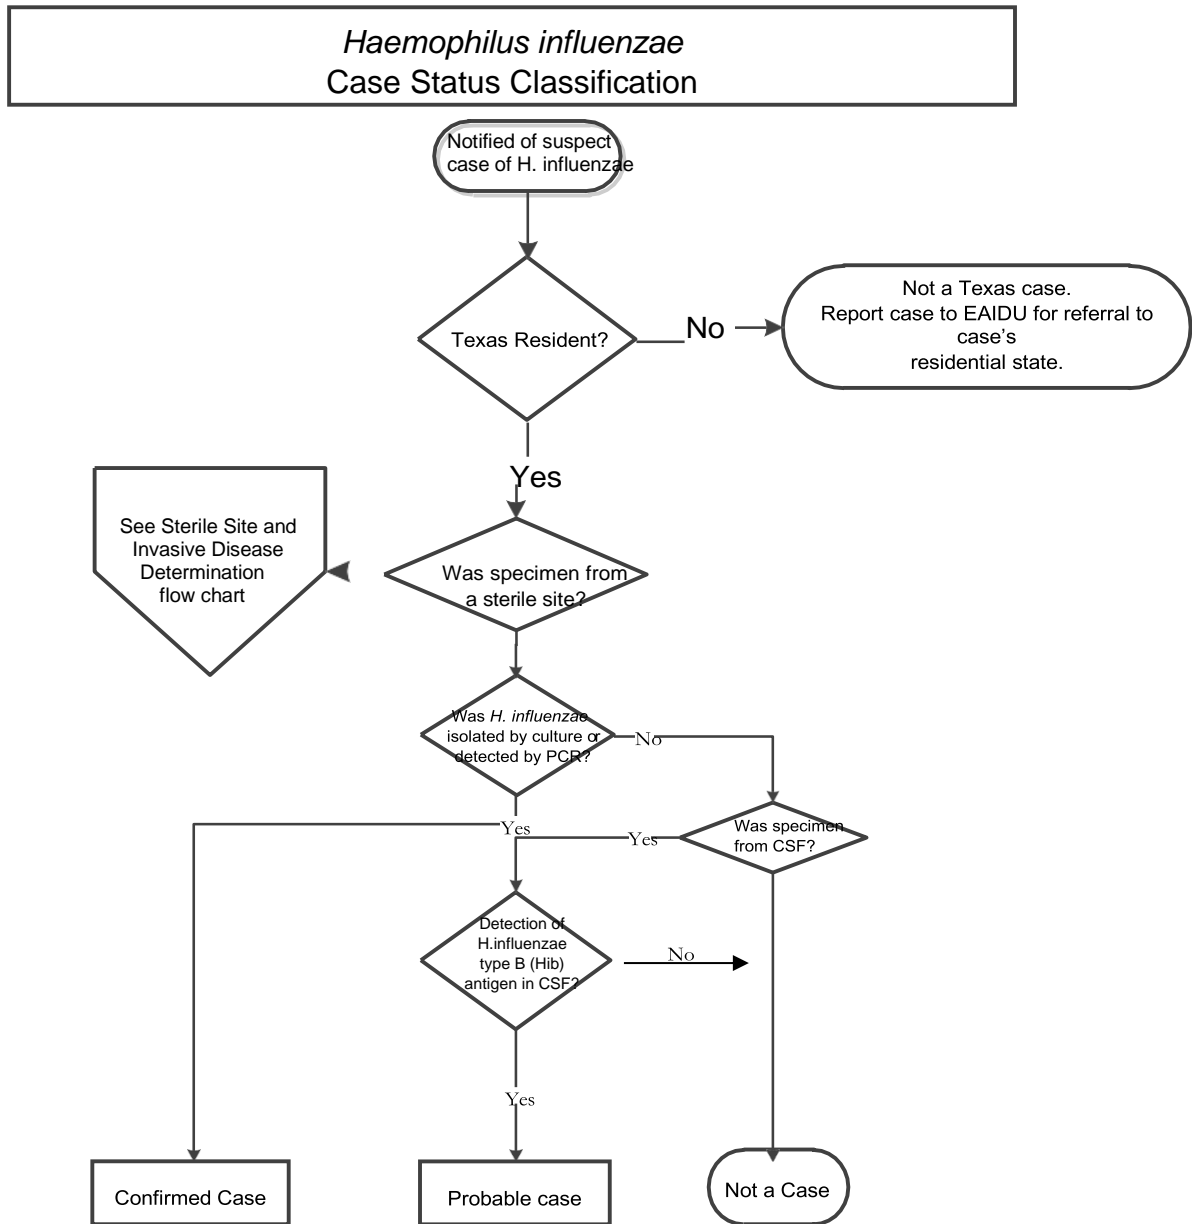 Haemophilus influenzae
Case Status Classification
Notified of suspect
case of H. influenzae
Texas Resident?
No
Not a Texas case.
Report case to EAIDU for referral to
case's
residential state.
Yes
See Sterile Site and
Invasive Disease
Determination
flow chart
Was specimen from
a sterile site?
Was H. influenzae
isolated by culture or
detected by PCR?
No
Yes
Yes
Was specimen
from CSF?
Detection of
H.influenzae
type B (Hib)
antigen in CSF?
No
Yes
Confirmed Case
Probable case
Not a Case